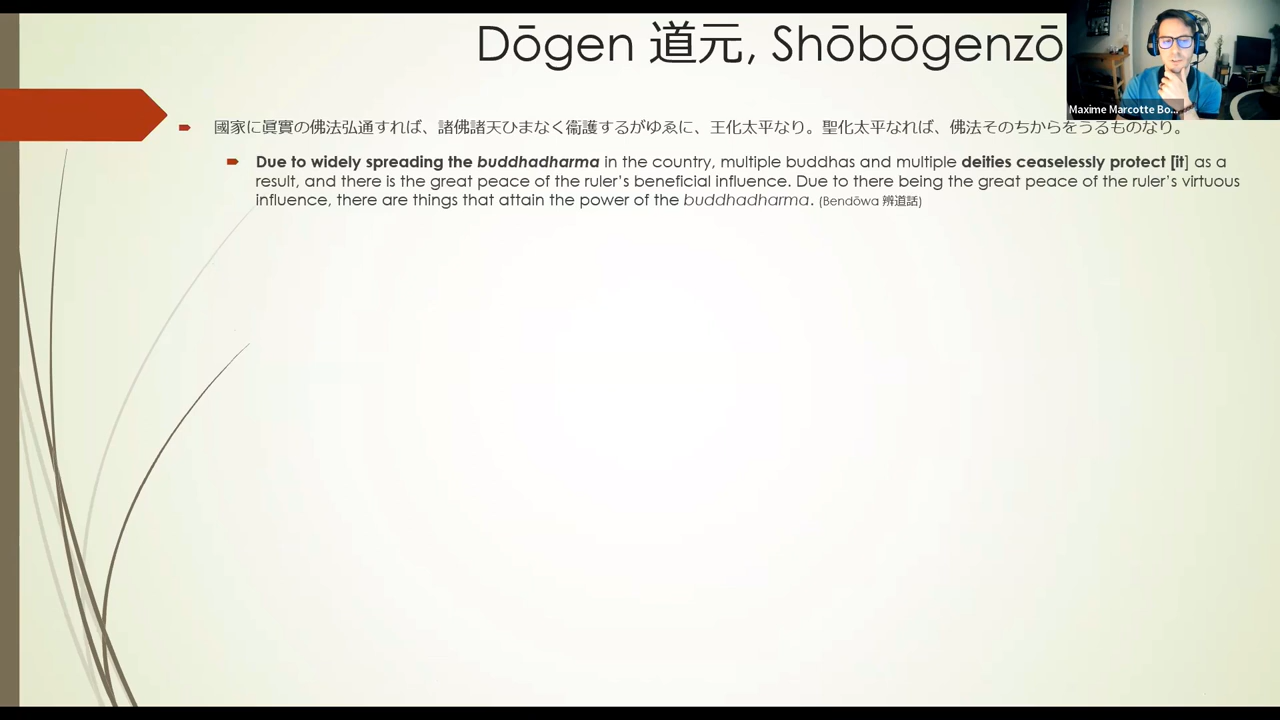 Dōgen 道元, Shōbōgenzō
Maxime Marcotte Bo...
國家に眞實の佛法弘通すれば、諸佛諸天ひまなく衞護するがゆゑに、王化太平なり。聖化太平なれば、佛法そのちからをうるものなり。
Due to widely spreading the buddhadharma in the country, multiple buddhas and multiple deities ceaselessly protect [it] as a
result, and there is the great peace of the ruler’s beneficial influence. Due to there being the great peace of the ruler’s virtuous
influence, there are things that attain the power of the buddhadharma. (Bendōwa 辨道話)